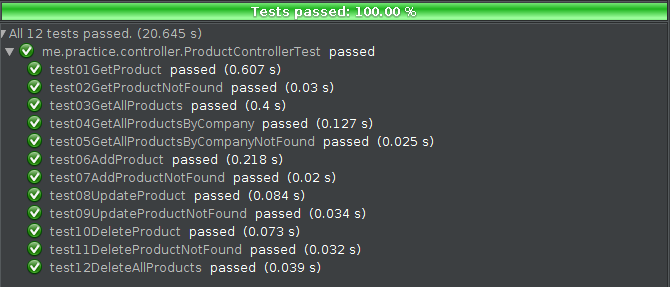 Tests passed: 100.00 %
All 12 tests passed. (20.645 s)
me.practice.controller.ProductControllerTest passed
test01GetProduct passed (0.607 s)
test02GetProductNotFound passed (0.03 s)
test03GetAllProducts passed (0.4 s)
test04GetAllProductsByCompany passed (0.127 s)
test05GetAllProductsByCompanyNotFound passed (0.025 s)
test06AddProduct passed (0.218 s)
test07AddProductNotFound passed (0.02 s)
test08UpdateProduct passed (0.084 s)
test09UpdateProductNotFound passed (0.034 s)
test10DeleteProduct passed (0.073 s)
test11DeleteProductNotFound passed (0.032 s)
test12DeleteAllProducts passed (0.039 s)